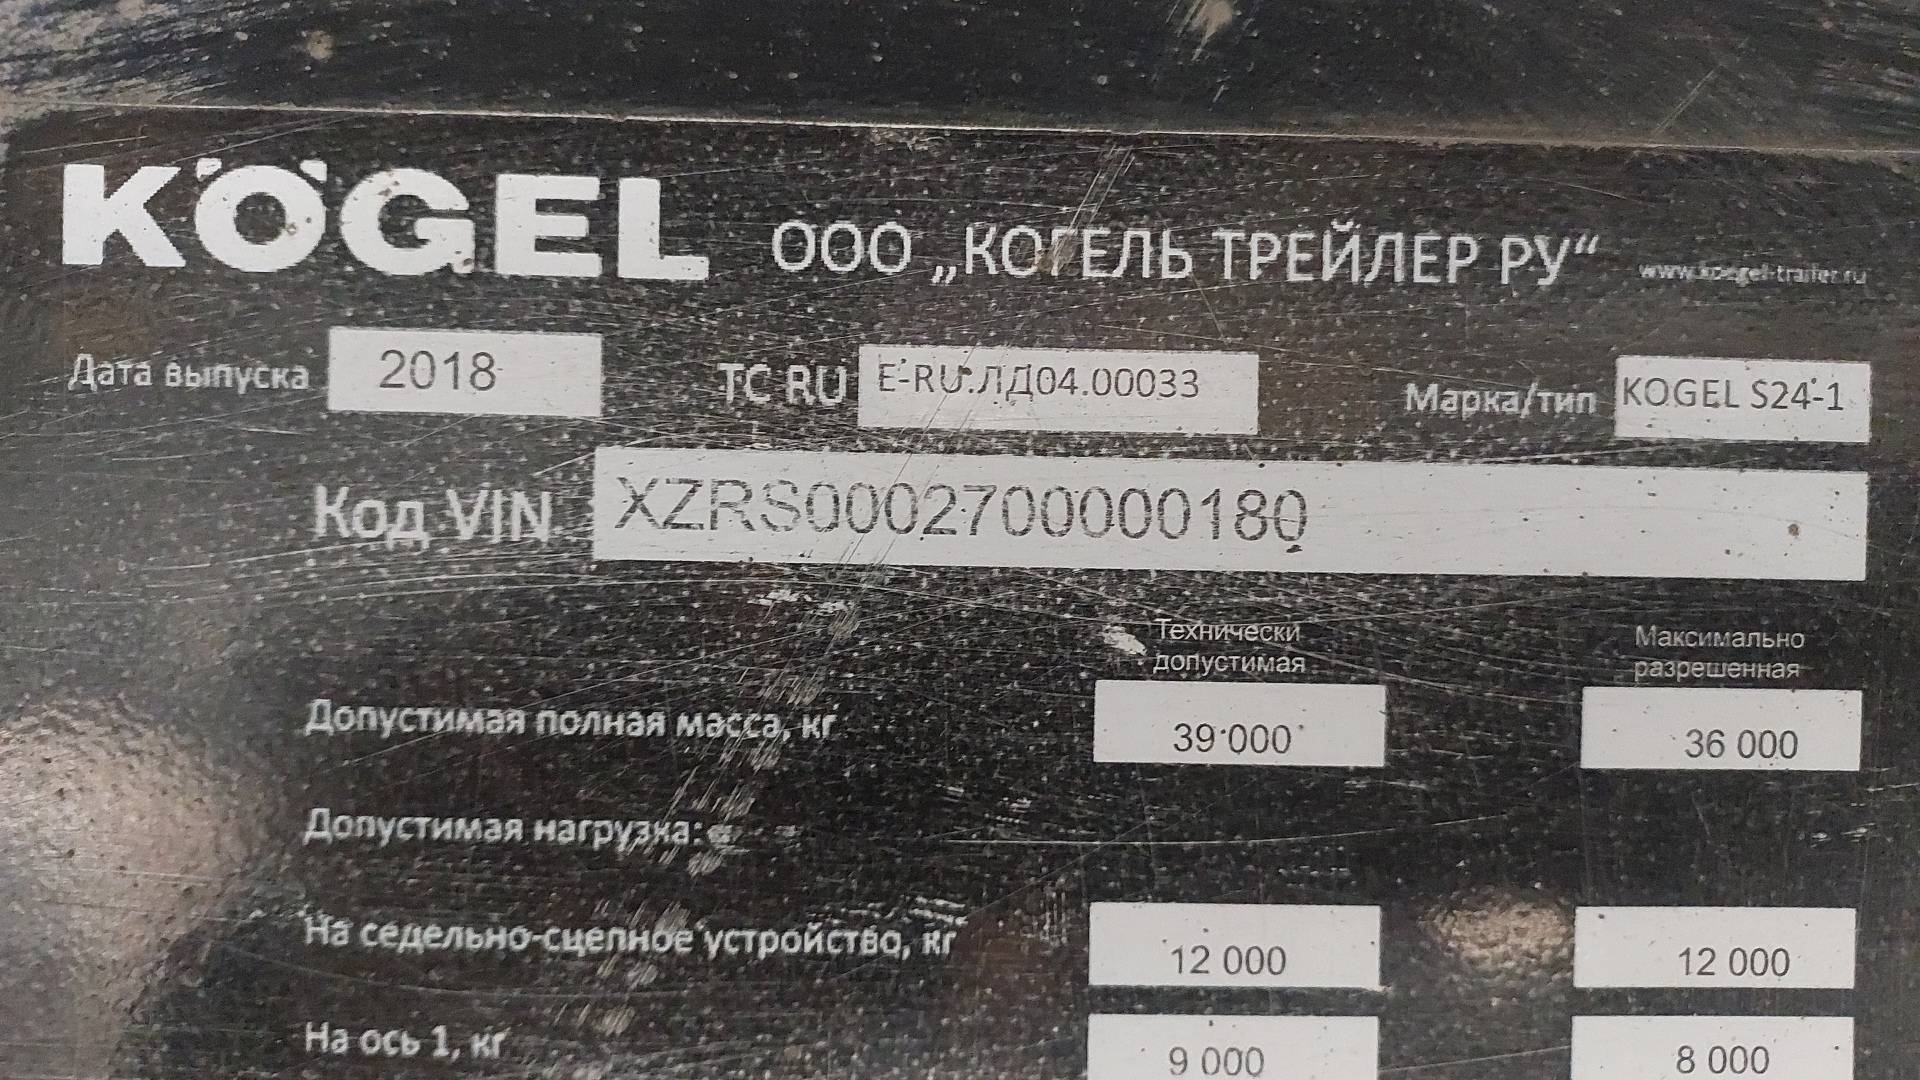 KÖGEL ООО „КОГЕЛЬ ТРЕЙЛЕР РУ“ www.koegel-trailer.ru
Дата выпуска 2018 TC RU E-RU.ЛД04.00033 Марка/тип KOGEL S24-1
Код VIN XZRS0002700000180
Технически Максимально
допустимая разрешенная
Допустимая полная масса, кг 39 000 36 000
Допустимая нагрузка:
На седельно-сцепное устройство, кг 12 000 12 000
На ось 1, кг 9 000 8 000